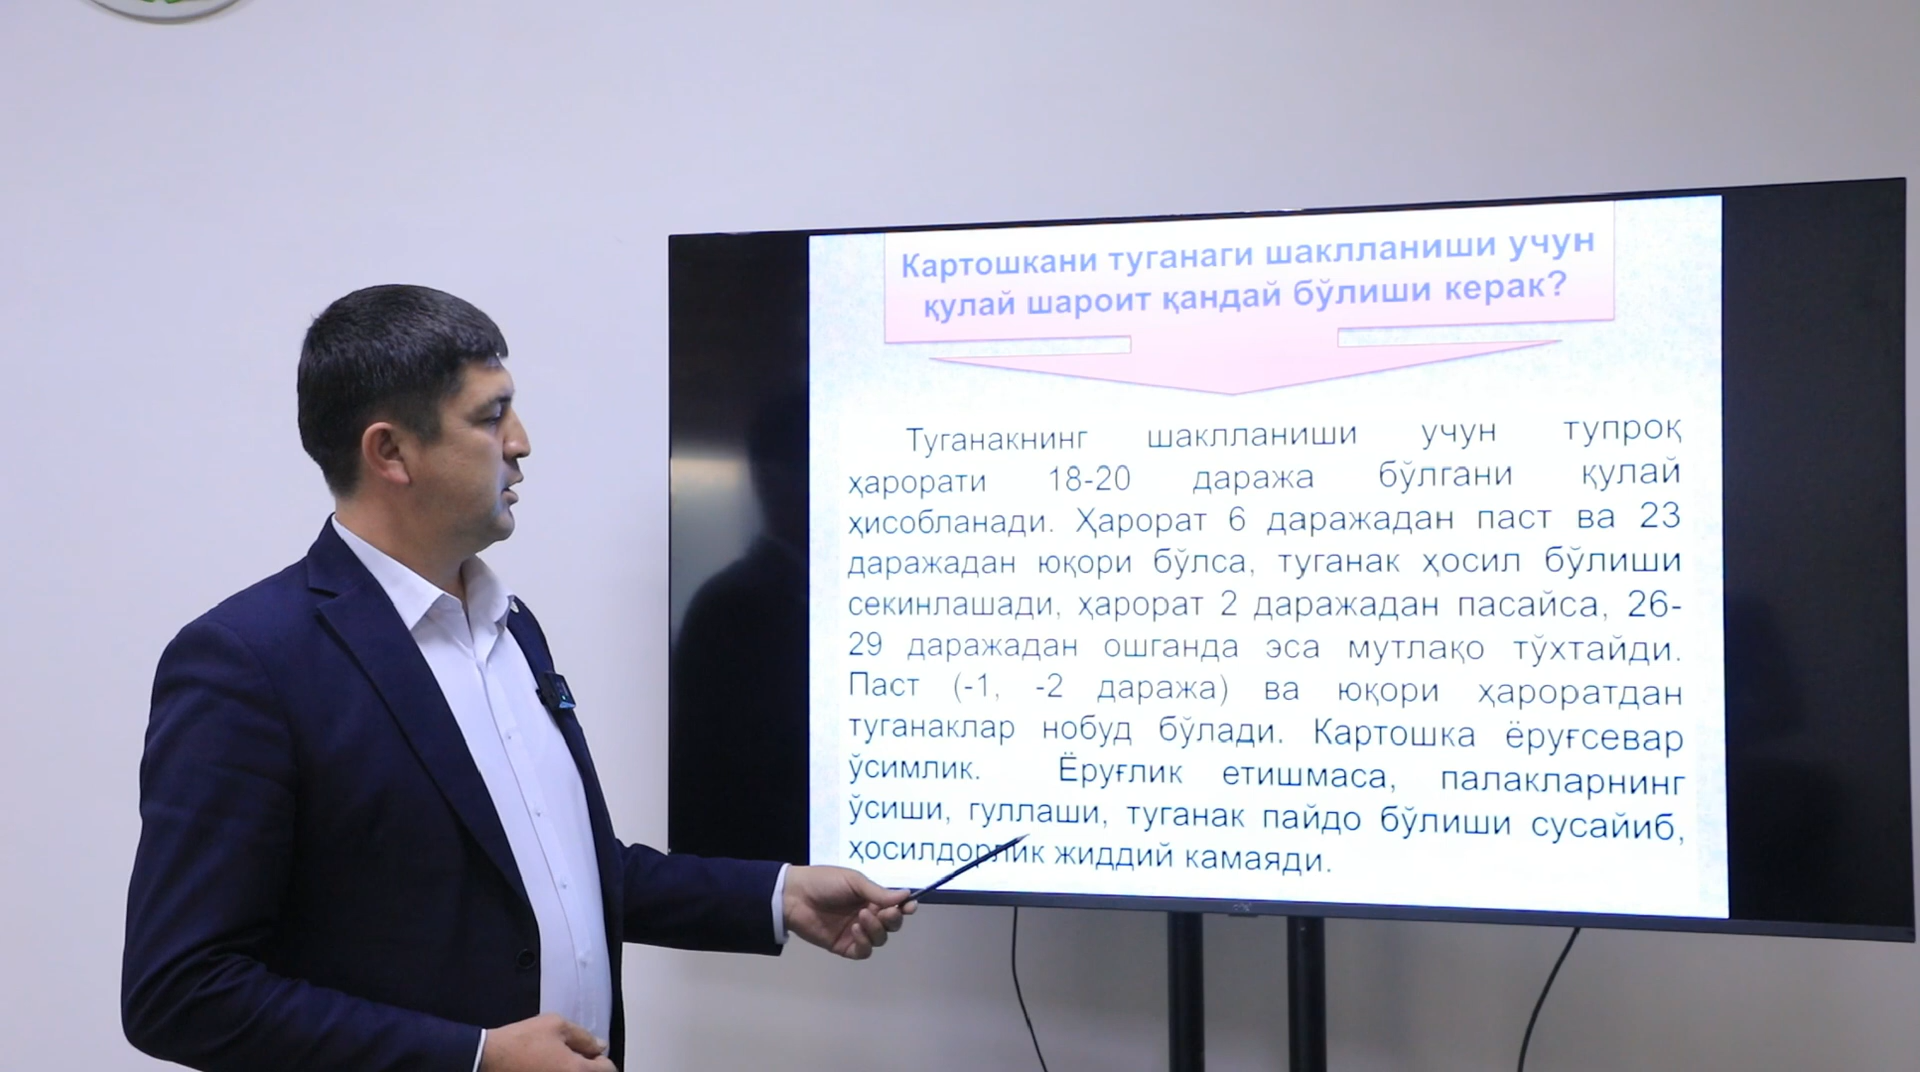 Картошкани туганаги шаклланиши учун
қулай шароит қандай бўлиши керак?
Туганакнинг шаклланиши учун тупроқ
ҳарорати 18-20 даража бўлгани қулай
ҳисобланади. Ҳарорат 6 даражадан паст ва 23
даражадан юқори бўлса, туганак ҳосил бўлиши
секинлашади, ҳарорат 2 даражадан пасайса, 26-
29 даражадан ошганда эса мутлақо тўхтайди.
Паст (-1, -2 даража) ва юқори ҳароратдан
туганаклар нобуд бўлади. Картошка ёруғсевар
ўсимлик. Ёруғлик етишмаса, палакларнинг
ўсиши, гуллаши, туганак пайдо бўлиши сусайиб,
ҳосилдорлик жиддий камаяди.